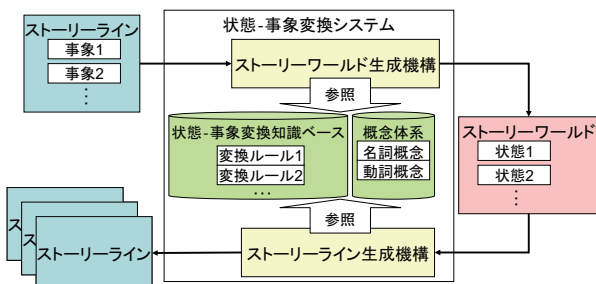 状態-事象変換システム
ストーリーライン
事象1
事象2
⋮
ストーリーワールド生成機構
参照
状態-事象変換知識ベース
変換ルール1
変換ルール2
…
概念体系
名詞概念
動詞概念
ストーリーワールド
状態1
状態2
⋮
参照
ストーリーライン生成機構
ス
ス
ストーリーライン